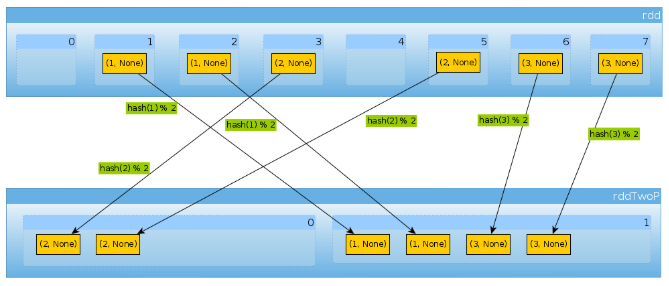 rdd
0 1 2 3 4 5 6 7
(1, None) (1, None) (2, None) (2, None) (3, None) (3, None)
hash(1) % 2
hash(1) % 2
hash(2) % 2
hash(3) % 2
hash(3) % 2
hash(2) % 2
rddTwoP
0 1
(2, None) (2, None) (1, None) (1, None) (3, None) (3, None)